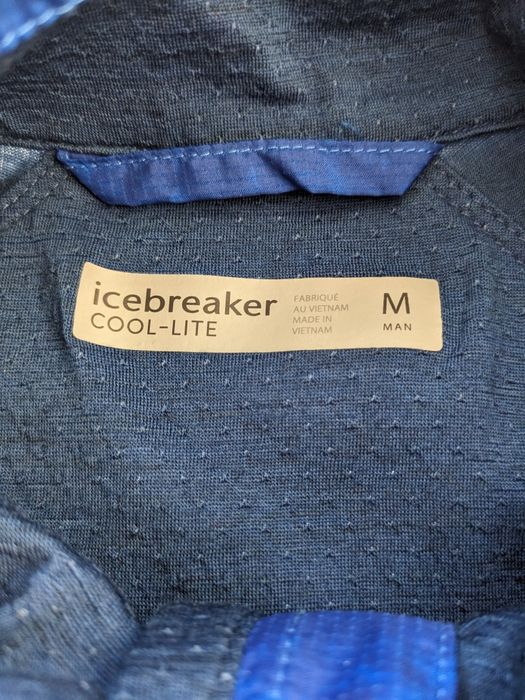 icebreaker
COOL-LITE
FABRIQUÉ
AU VIETNAM
MADE IN
VIETNAM
M
MAN